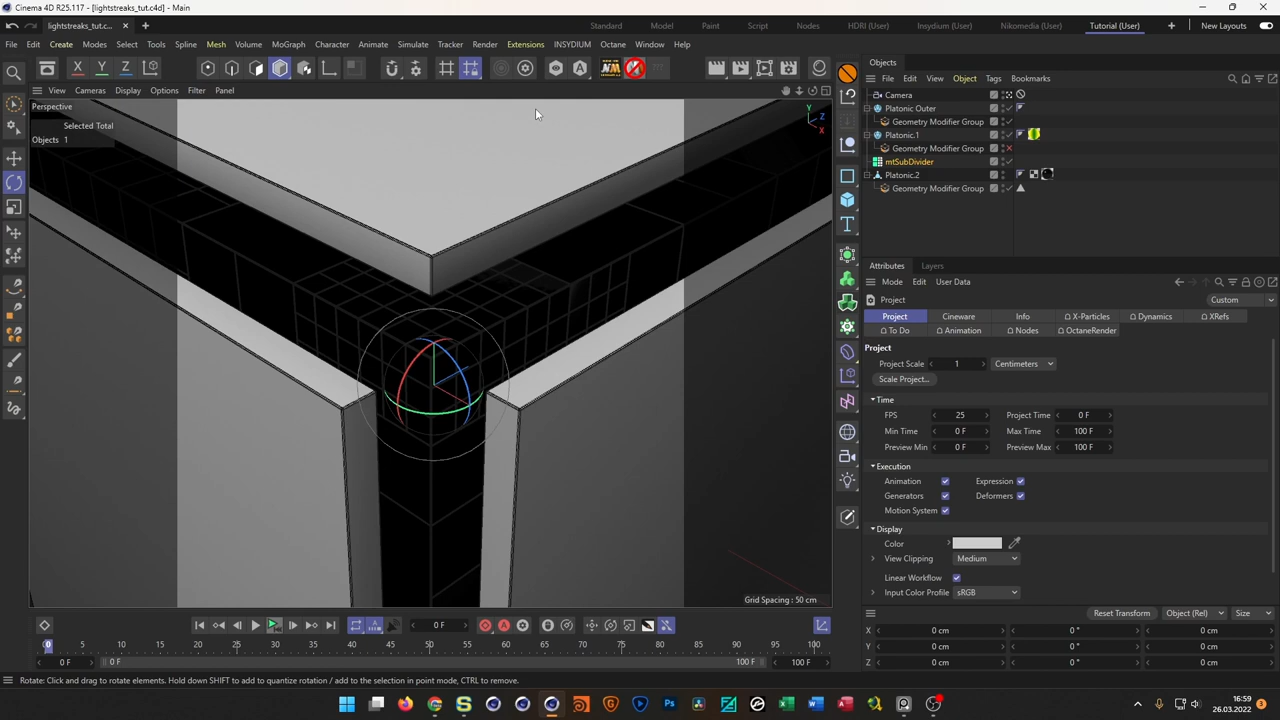 Cinema 4D R25.117 - [lightstreaks_tut.c4d] - Main
lightstreaks_tut.c...
Standard Model Paint Script Nodes HDRI (User) Insydium (User) Nikomedia (User) Tutorial (User) New Layouts
File Edit Create Modes Select Tools Spline Mesh Volume MoGraph Character Animate Simulate Tracker Render Extensions INSYDIUM Octane Window Help
X Y Z
View Cameras Display Options Filter Panel
Perspective
Selected Total
Objects 1
Y
Z
X
Grid Spacing : 50 cm
Objects
File Edit View Object Tags Bookmarks
Camera
Platonic Outer
Geometry Modifier Group
Platonic.1
Geometry Modifier Group
mtSubDivider
Platonic.2
Geometry Modifier Group
Attributes Layers
Mode Edit User Data
Project Custom
Project Cineware Info X-Particles Dynamics XRefs
To Do Animation Nodes OctaneRender
Project
Project Scale 1 Centimeters
Scale Project...
Time
FPS 25 Project Time 0 F
Min Time 0 F Max Time 100 F
Preview Min 0 F Preview Max 100 F
Execution
Animation Expression
Generators Deformers
Motion System
Display
Color
View Clipping Medium
Linear Workflow
Input Color Profile sRGB
Reset Transform Object (Rel) Size
X 0 cm 0 ° 0 cm
Y 0 cm 0 ° 0 cm
Z 0 cm 0 ° 0 cm
0 F
0 5 10 15 20 25 30 35 40 45 50 55 60 65 70 75 80 85 90 95 100
0 F 0 F 100 F 100 F
Rotate: Click and drag to rotate elements. Hold down SHIFT to add to quantize rotation / add to the selection in point mode, CTRL to remove.
16:59
26.03.2022